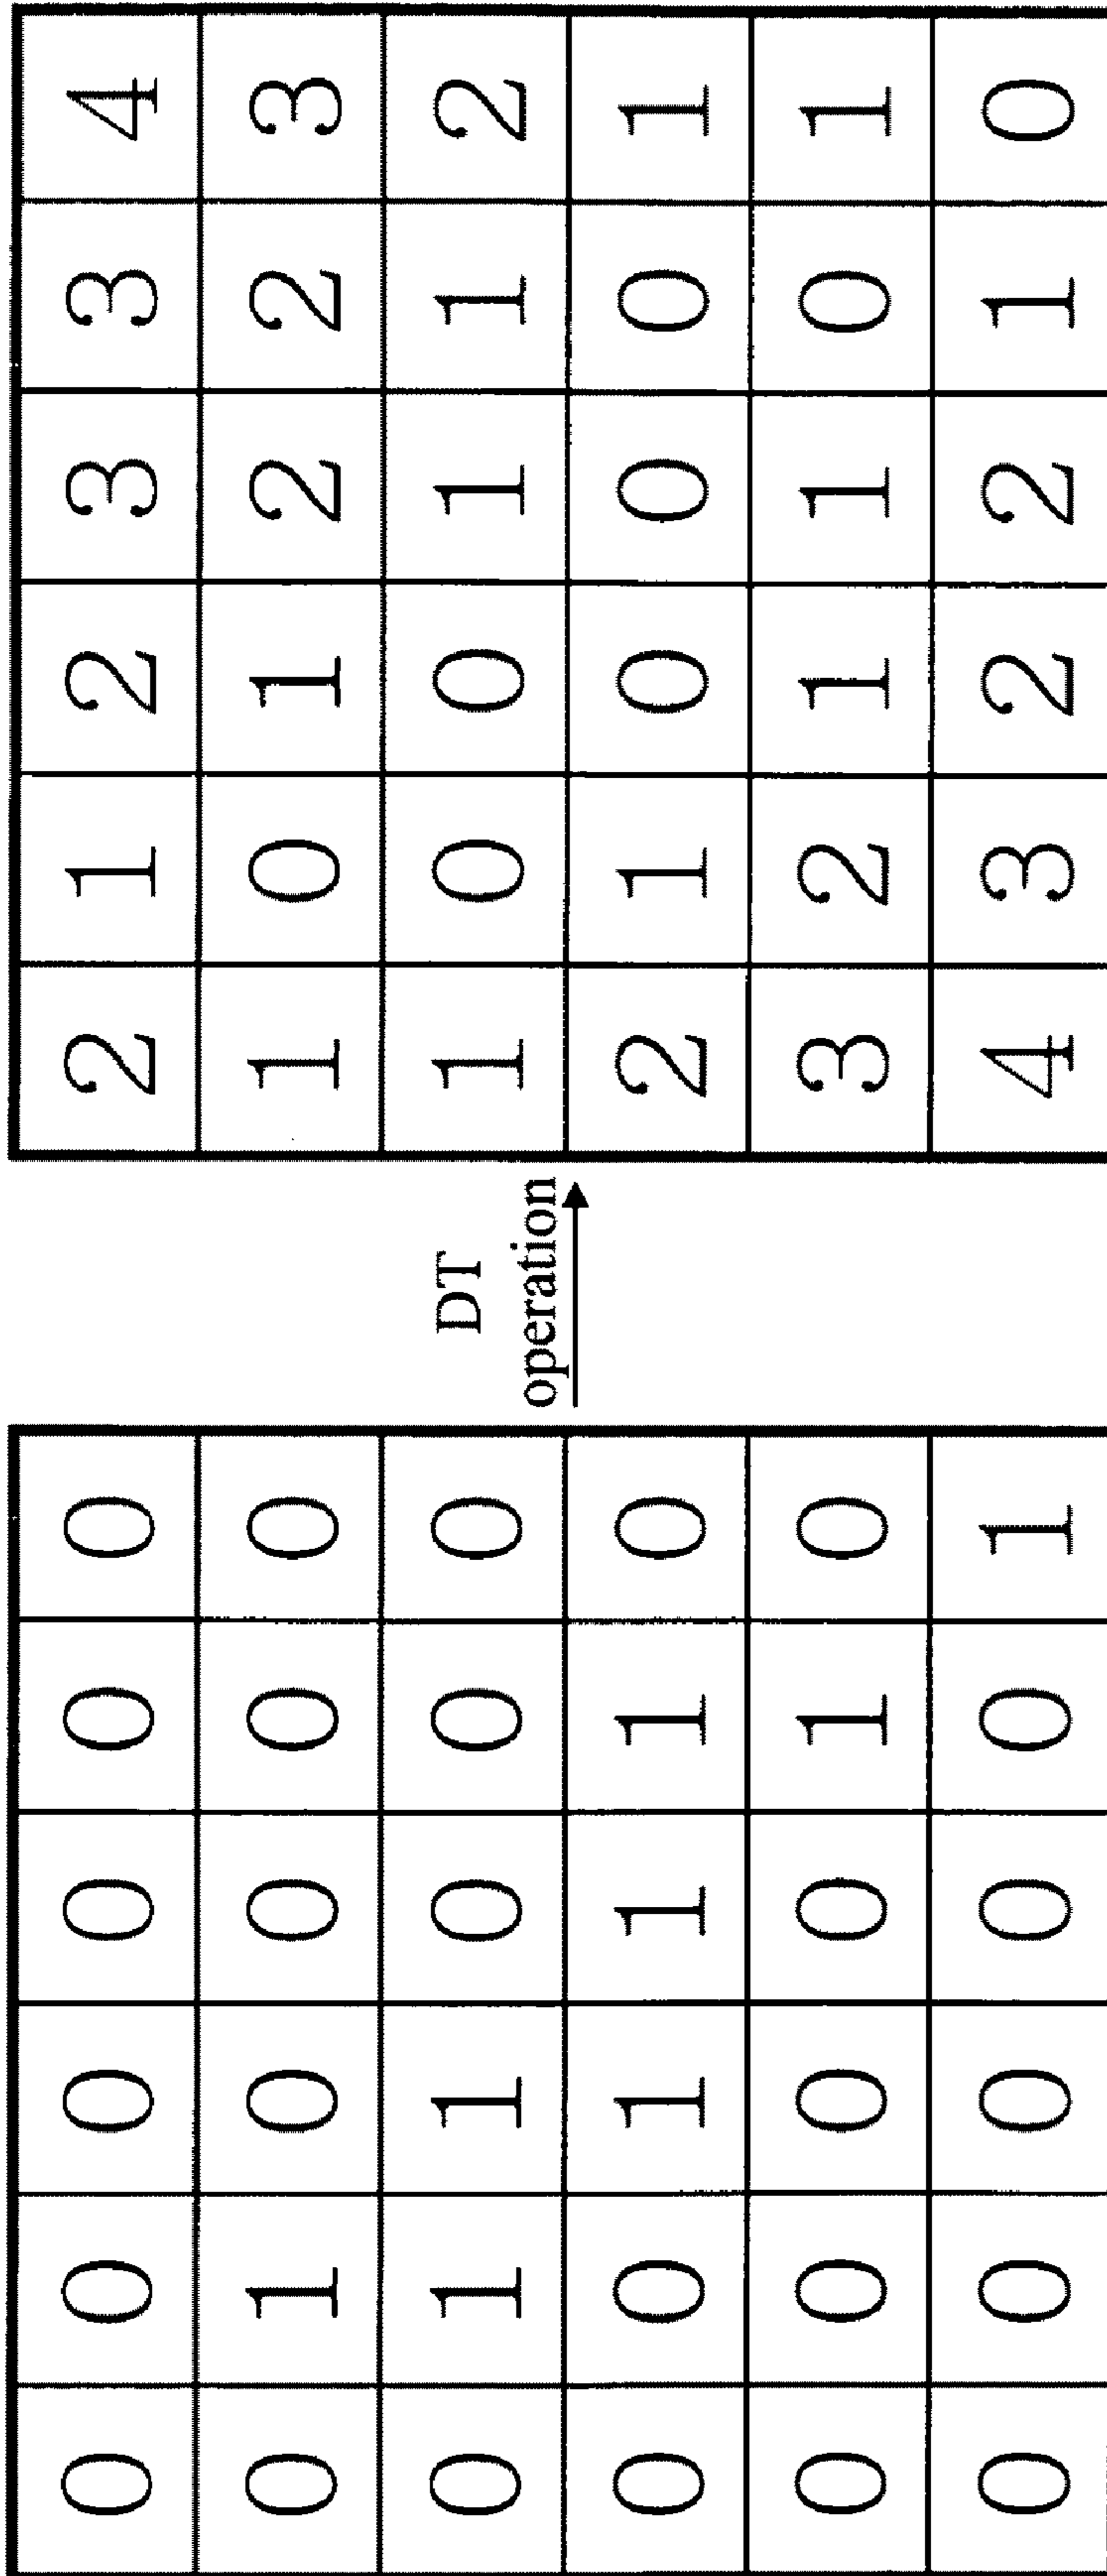 0 0 0 0 0 0
0 1 0 0 0 0
0 1 1 0 0 0
0 0 1 1 1 0
0 0 0 0 1 0
0 0 0 0 0 1
DT
operation
2 1 2 3 3 4
1 0 1 2 2 3
1 0 0 1 1 2
2 1 0 0 0 1
3 2 1 1 0 1
4 3 2 2 1 0